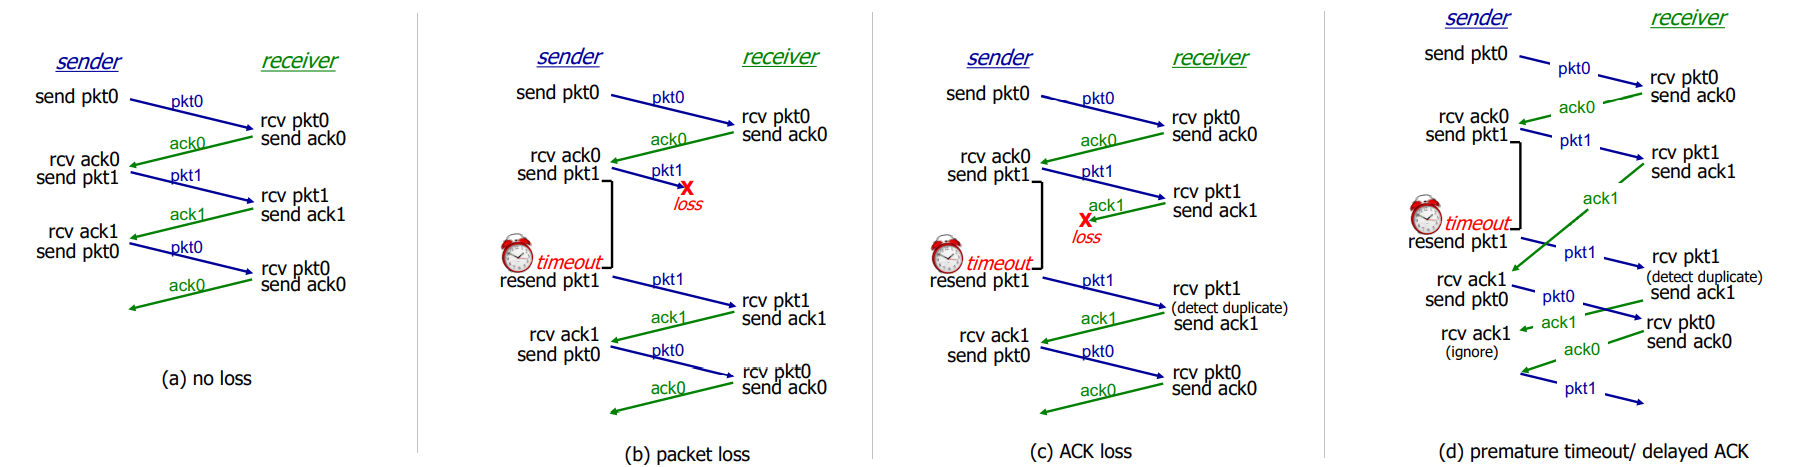 sender
receiver
send pkt0
pkt0
rcv pkt0
send ack0
ack0
rcv ack0
send pkt1
pkt1
rcv pkt1
send ack1
ack1
rcv ack1
send pkt0
pkt0
rcv pkt0
send ack0
ack0
(a) no loss
sender
receiver
send pkt0
pkt0
rcv pkt0
send ack0
ack0
rcv ack0
send pkt1
pkt1
X
loss
timeout
resend pkt1
pkt1
rcv pkt1
send ack1
ack1
rcv ack1
send pkt0
pkt0
rcv pkt0
send ack0
ack0
(b) packet loss
sender
receiver
send pkt0
pkt0
rcv pkt0
send ack0
ack0
rcv ack0
send pkt1
pkt1
rcv pkt1
send ack1
ack1
X
loss
timeout
resend pkt1
pkt1
rcv pkt1
(detect duplicate)
send ack1
ack1
rcv ack1
send pkt0
pkt0
rcv pkt0
send ack0
ack0
(c) ACK loss
sender
receiver
send pkt0
pkt0
rcv pkt0
send ack0
ack0
rcv ack0
send pkt1
pkt1
rcv pkt1
send ack1
ack1
timeout
resend pkt1
pkt1
rcv pkt1
(detect duplicate)
send ack1
rcv ack1
send pkt0
pkt0
ack1
rcv ack1
(ignore)
rcv pkt0
send ack0
ack0
pkt1
(d) premature timeout/ delayed ACK